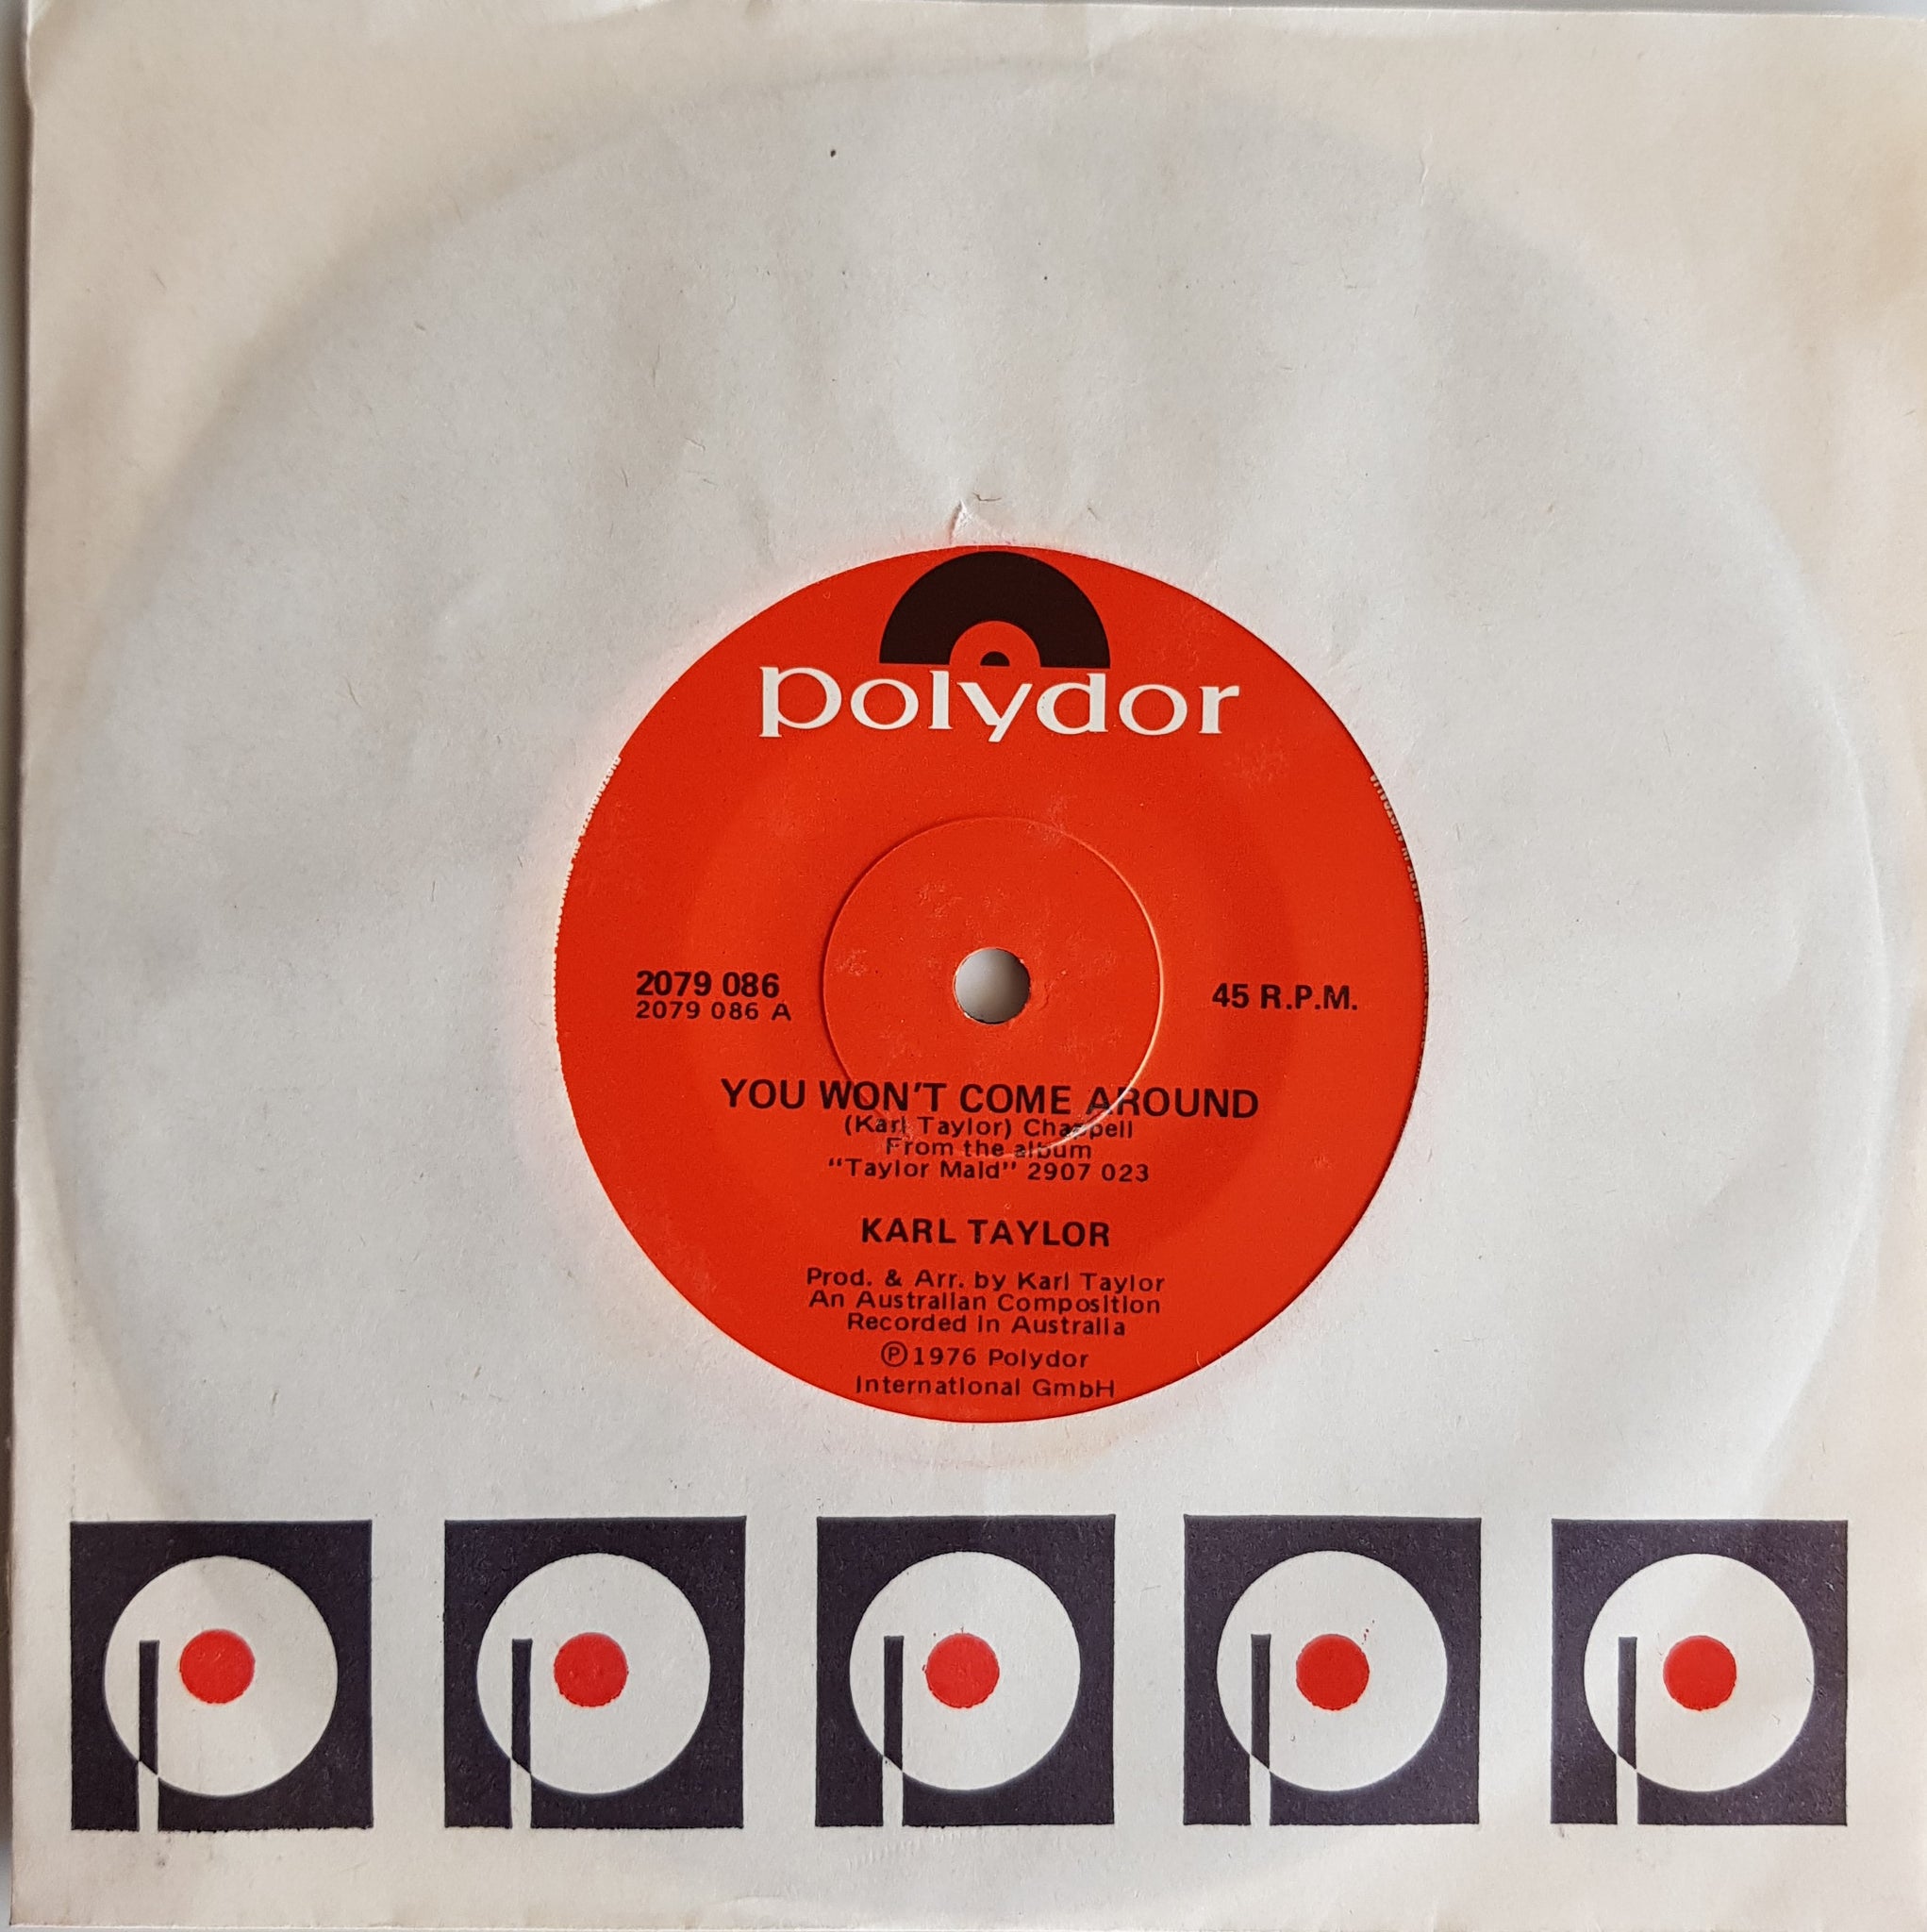 polydor
2079 086
2079 086 A
45 R.P.M.
YOU WON'T COME AROUND
(Karl Taylor) Chappell
From the album
"Taylor Maid" 2907 023
KARL TAYLOR
Prod. & Arr. by Karl Taylor
An Australian Composition
Recorded in Australia
Ⓟ1976 Polydor
International GmbH